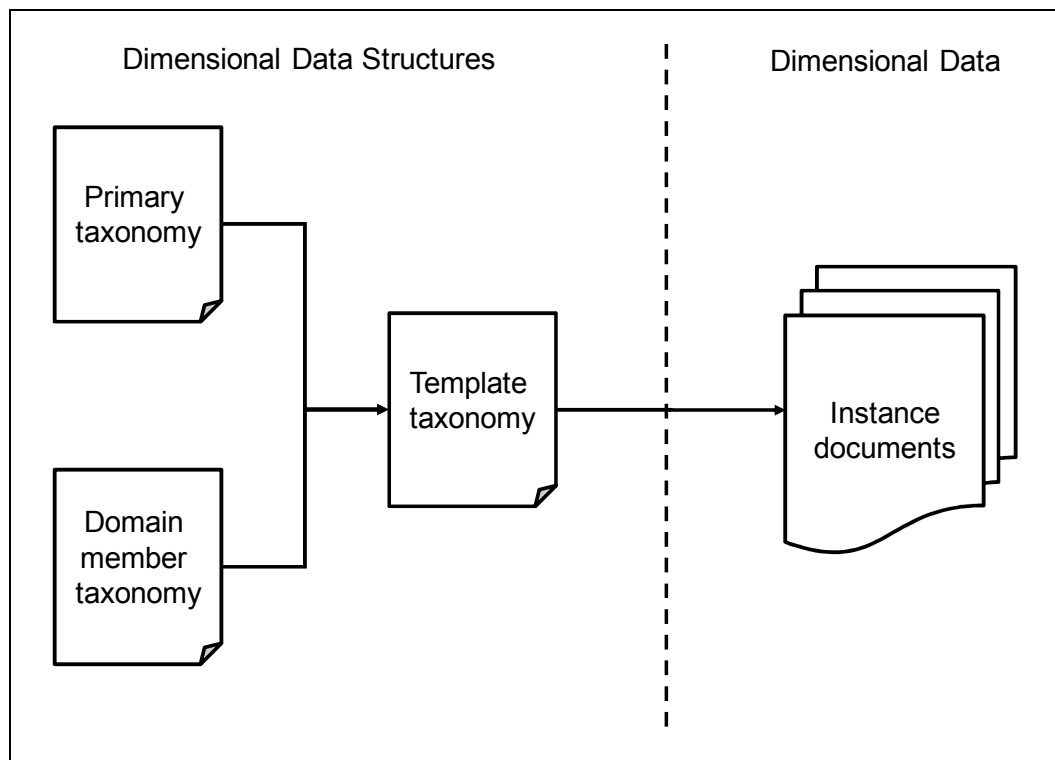 Dimensional Data Structures
Dimensional Data
Primary
taxonomy
Template
taxonomy
Instance
documents
Domain
member
taxonomy